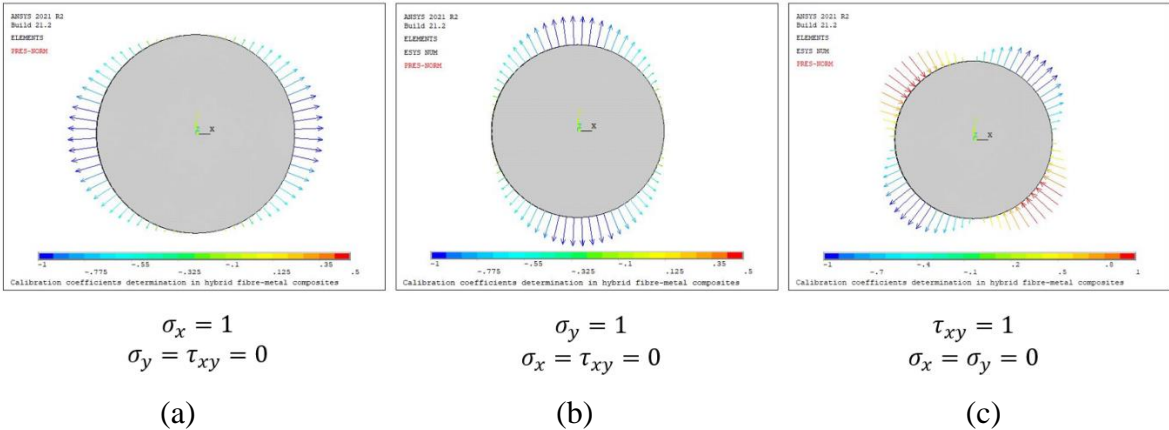 ANSYS 2021 R2
Build 21.2
ELEMENTS
PRES-NORM
X
-1 -.775 -.55 -.325 -.1 .125 .35 .5
Calibration coefficients determination in hybrid fibre-metal composites
σx = 1
σy = τxy = 0
(a)
ANSYS 2021 R2
Build 21.2
ELEMENTS
ESYS NUM
PRES-NORM
X
-1 -.775 -.55 -.325 -.1 .125 .35 .5
Calibration coefficients determination in hybrid fibre-metal composites
σy = 1
σx = τxy = 0
(b)
ANSYS 2021 R2
Build 21.2
ELEMENTS
ESYS NUM
PRES-NORM
X
-1 -.7 -.4 -.1 .2 .5 .8 1
Calibration coefficients determination in hybrid fibre-metal composites
τxy = 1
σx = σy = 0
(c)